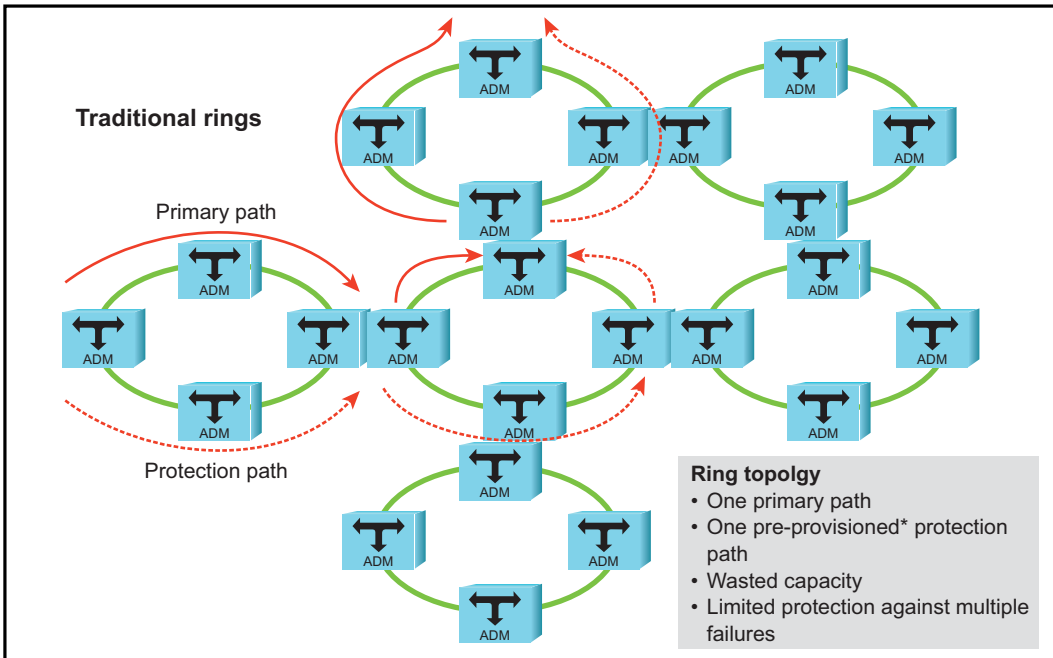 ADM
ADM
Traditional rings
ADM
ADM
ADM
ADM
Primary path
ADM
ADM
ADM
ADM
ADM
ADM
ADM
ADM
ADM
ADM
ADM
ADM
ADM
ADM
Protection path
ADM
ADM
ADM
ADM
Ring topolgy
• One primary path
• One pre-provisioned* protection
path
• Wasted capacity
• Limited protection against multiple
failures